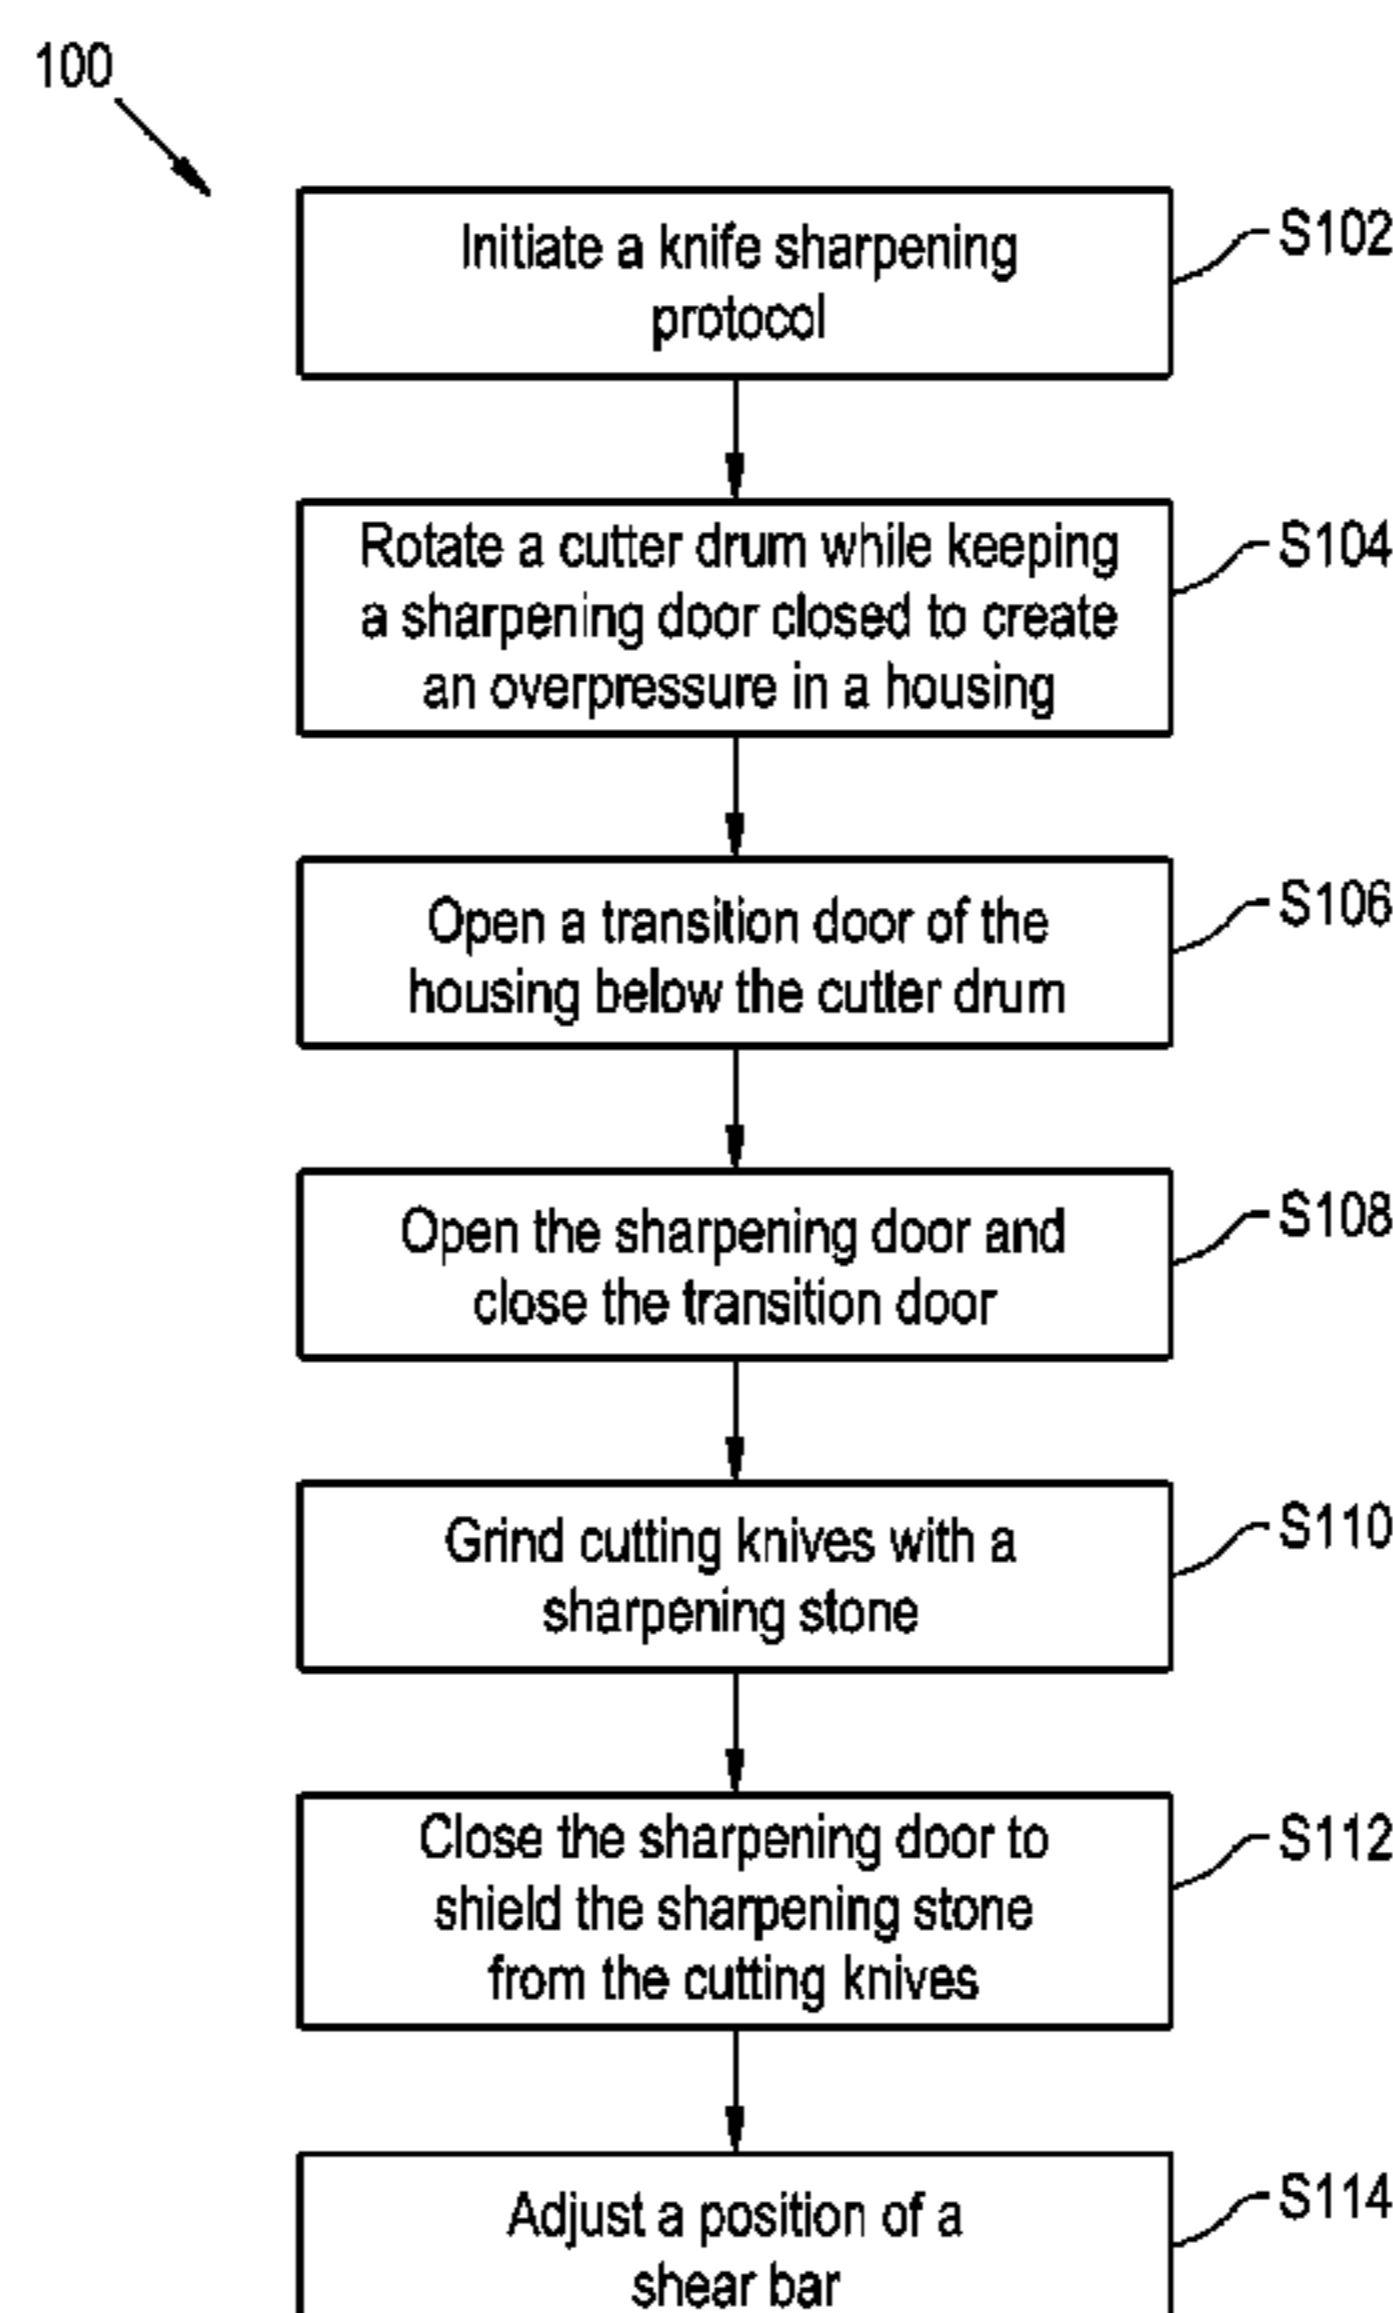 100
Initiate a knife sharpening
protocol
S102
Rotate a cutter drum while keeping
a sharpening door closed to create
an overpressure in a housing
S104
Open a transition door of the
housing below the cutter drum
S106
Open the sharpening door and
close the transition door
S108
Grind cutting knives with a
sharpening stone
S110
Close the sharpening door to
shield the sharpening stone
from the cutting knives
S112
Adjust a position of a
shear bar
S114